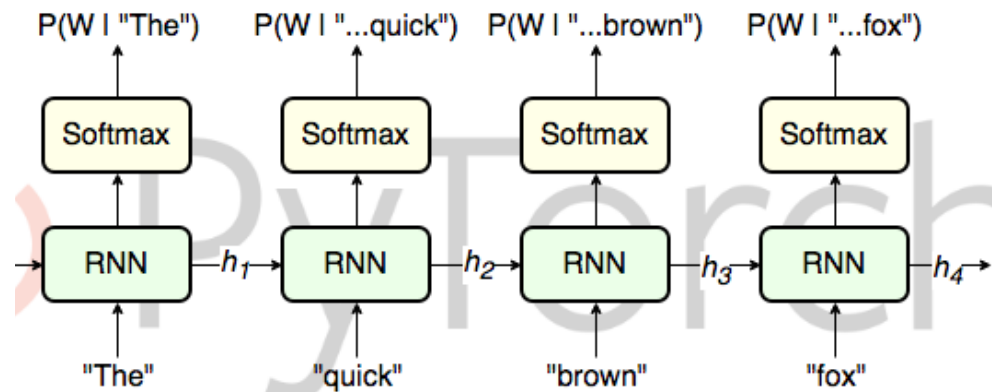 P(W | "The") P(W | "...quick") P(W | "...brown") P(W | "...fox")
Softmax Softmax Softmax Softmax
PyTorch
RNN h₁ RNN h₂ RNN h₃ RNN h₄
"The" "quick" "brown" "fox"